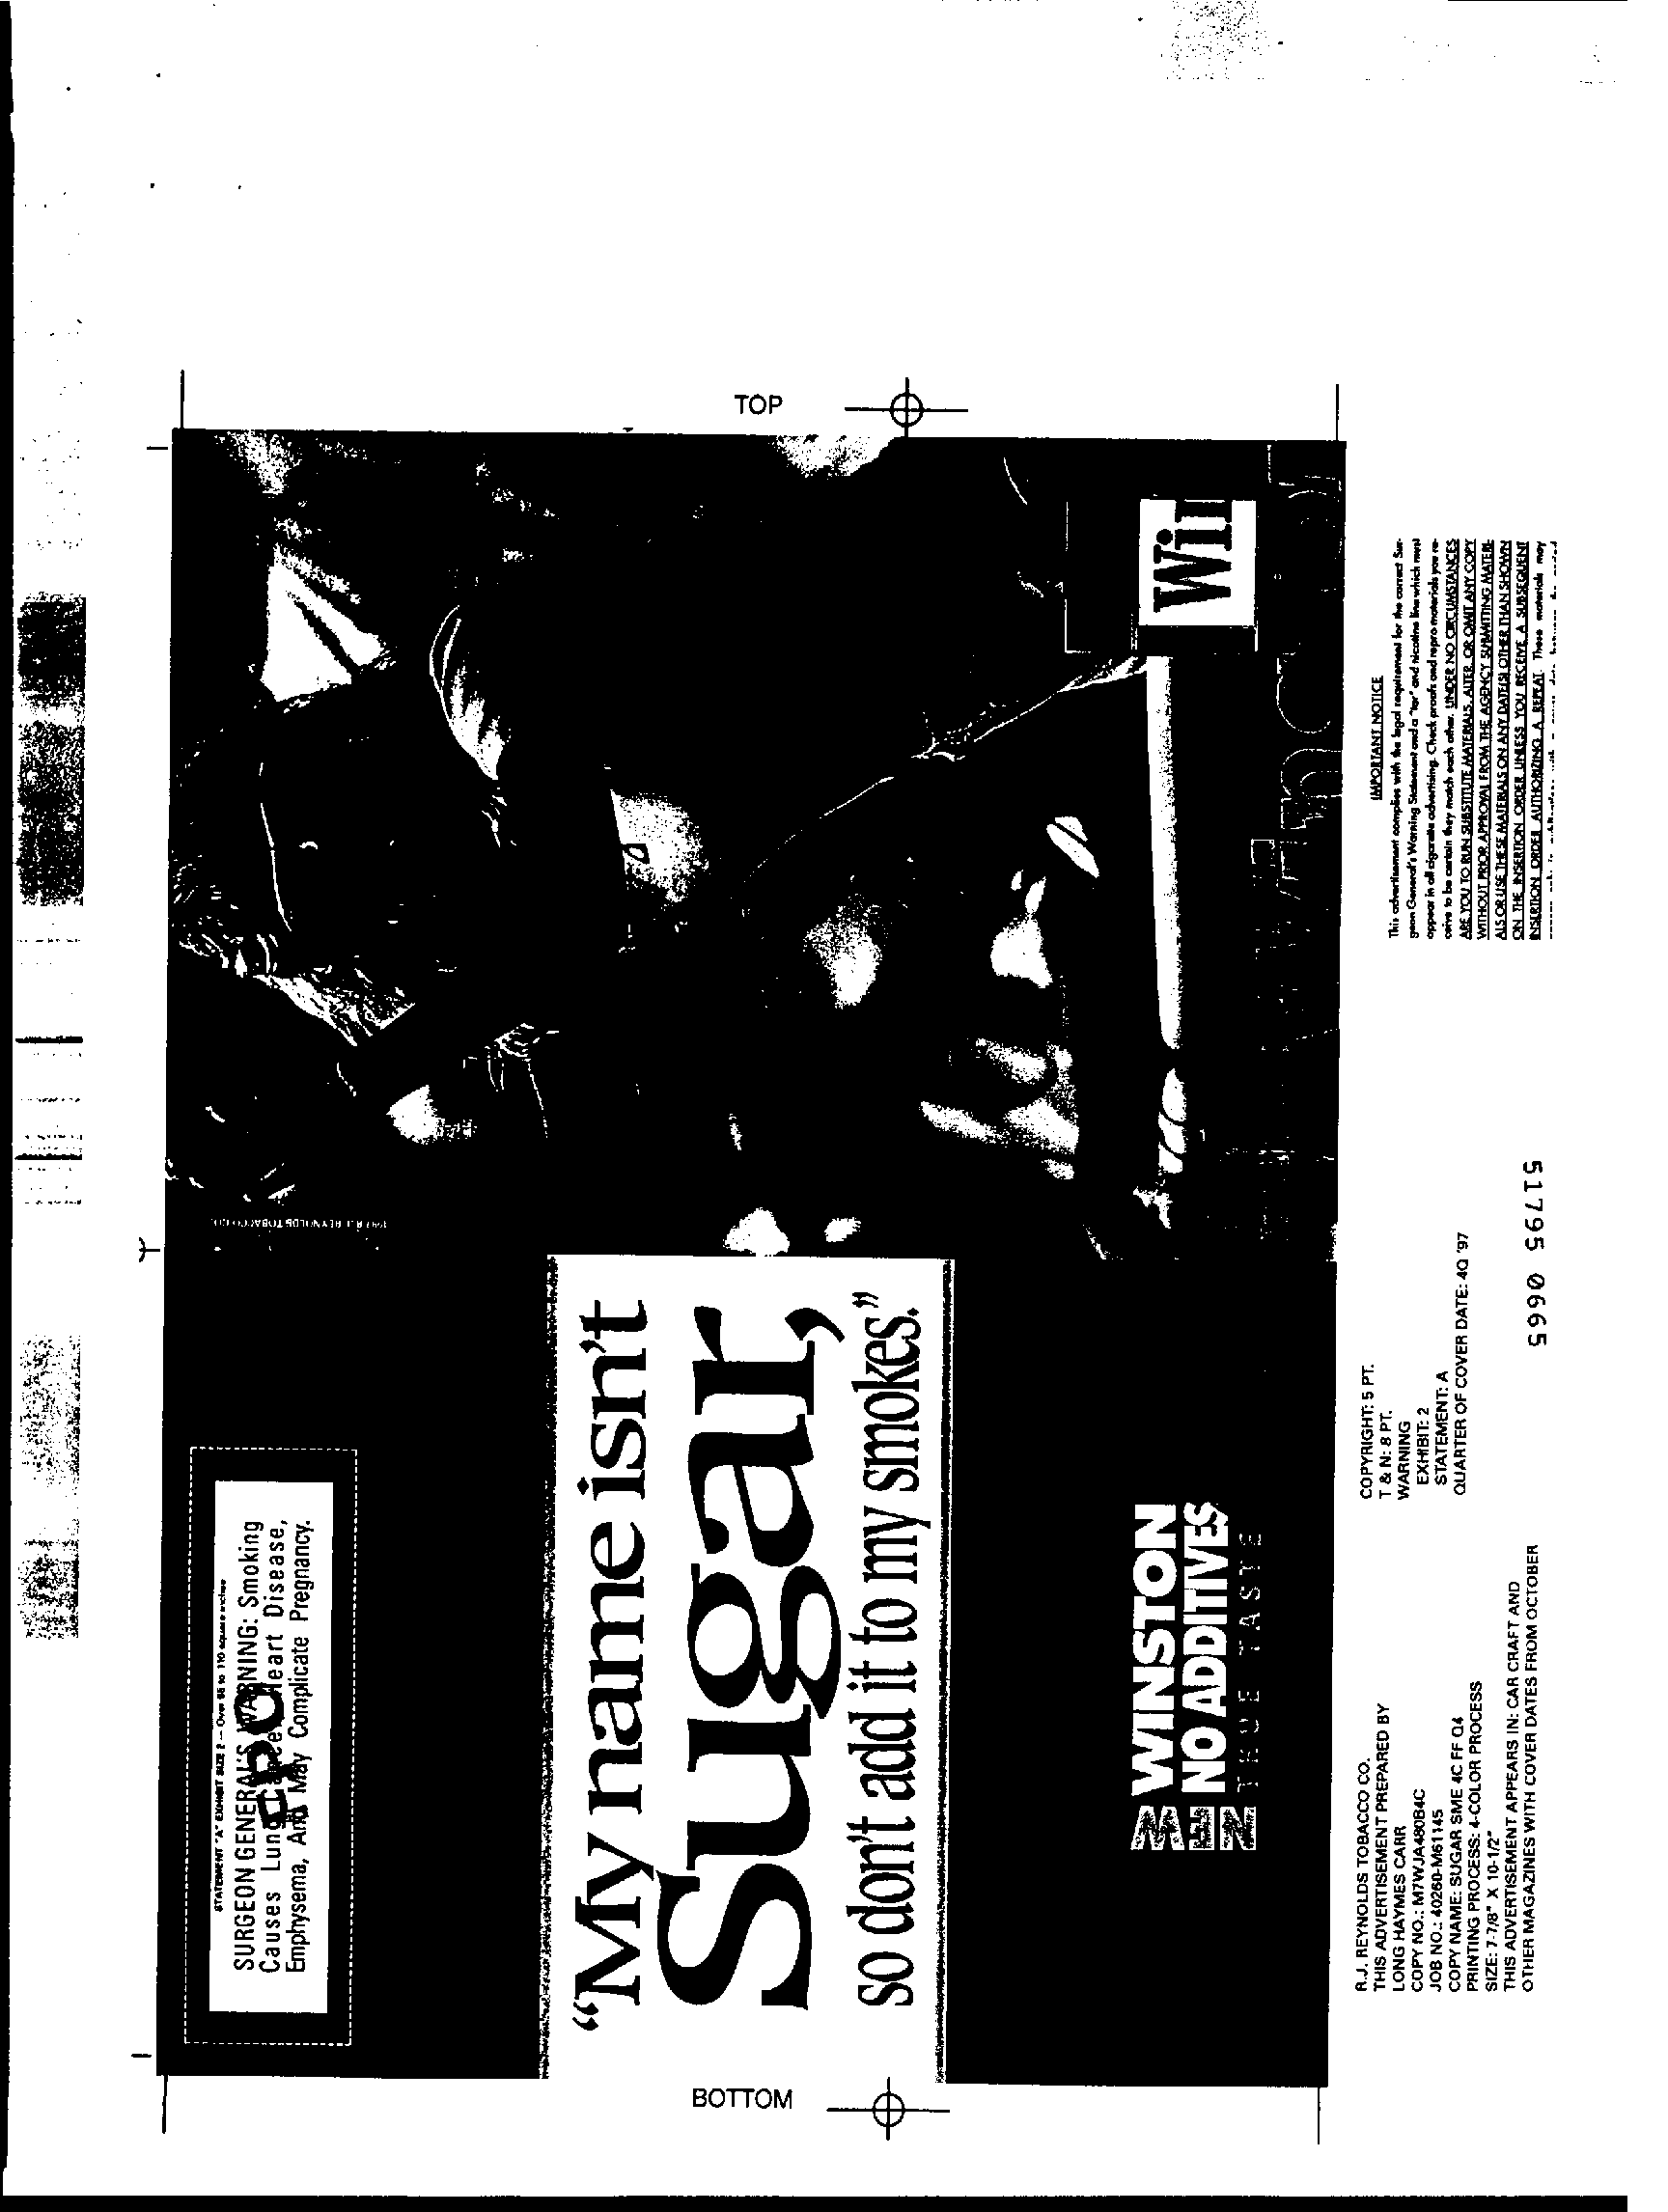 TOP
Wi
1997 R.J. REYNOLDS TOBACCO CO.
STATEMENT "A" EXHIBIT SIZE 2 — Over 65 to 110 square inches
SURGEON GENERAL'S WARNING: Smoking
Causes Lung Cancer, Heart Disease,
Emphysema, And May Complicate Pregnancy.
FPO
“My name isn't
Sugar,
so don't add it to my smokes.”
NEW
WINSTON
NO ADDITIVES
TRUE TASTE
BOTTOM
IMPORTANT NOTICE
This advertisement complies with the legal requirement for the correct Sur-
geon General's Warning Statement and a "tar" and nicotine line which must
appear in all cigarette advertising. Check proofs and repro materials you re-
ceive to be certain they match each other. UNDER NO CIRCUMSTANCES
ARE YOU TO RUN SUBSTITUTE MATERIALS, ALTER, OR OMIT ANY COPY
WITHOUT PRIOR APPROVAL FROM THE AGENCY SUBMITTING MATERI-
ALS OR USE THESE MATERIALS ON ANY DATE(S) OTHER THAN SHOWN
ON THE INSERTION ORDER UNLESS YOU RECEIVE A SUBSEQUENT
INSERTION ORDER AUTHORIZING A REPEAT. These materials may
COPYRIGHT: 5 PT.
T & N: 8 PT.
WARNING
EXHIBIT: 2
STATEMENT: A
QUARTER OF COVER DATE: 4Q '97
51795 0665
R.J. REYNOLDS TOBACCO CO.
THIS ADVERTISEMENT PREPARED BY
LONG HAYMES CARR
COPY NO.: M7WJA480B4C
JOB NO.: 40260-M61145
COPY NAME: SUGAR SME 4C FF Q4
PRINTING PROCESS: 4-COLOR PROCESS
SIZE: 7-7/8" X 10-1/2"
THIS ADVERTISEMENT APPEARS IN: CAR CRAFT AND
OTHER MAGAZINES WITH COVER DATES FROM OCTOBER